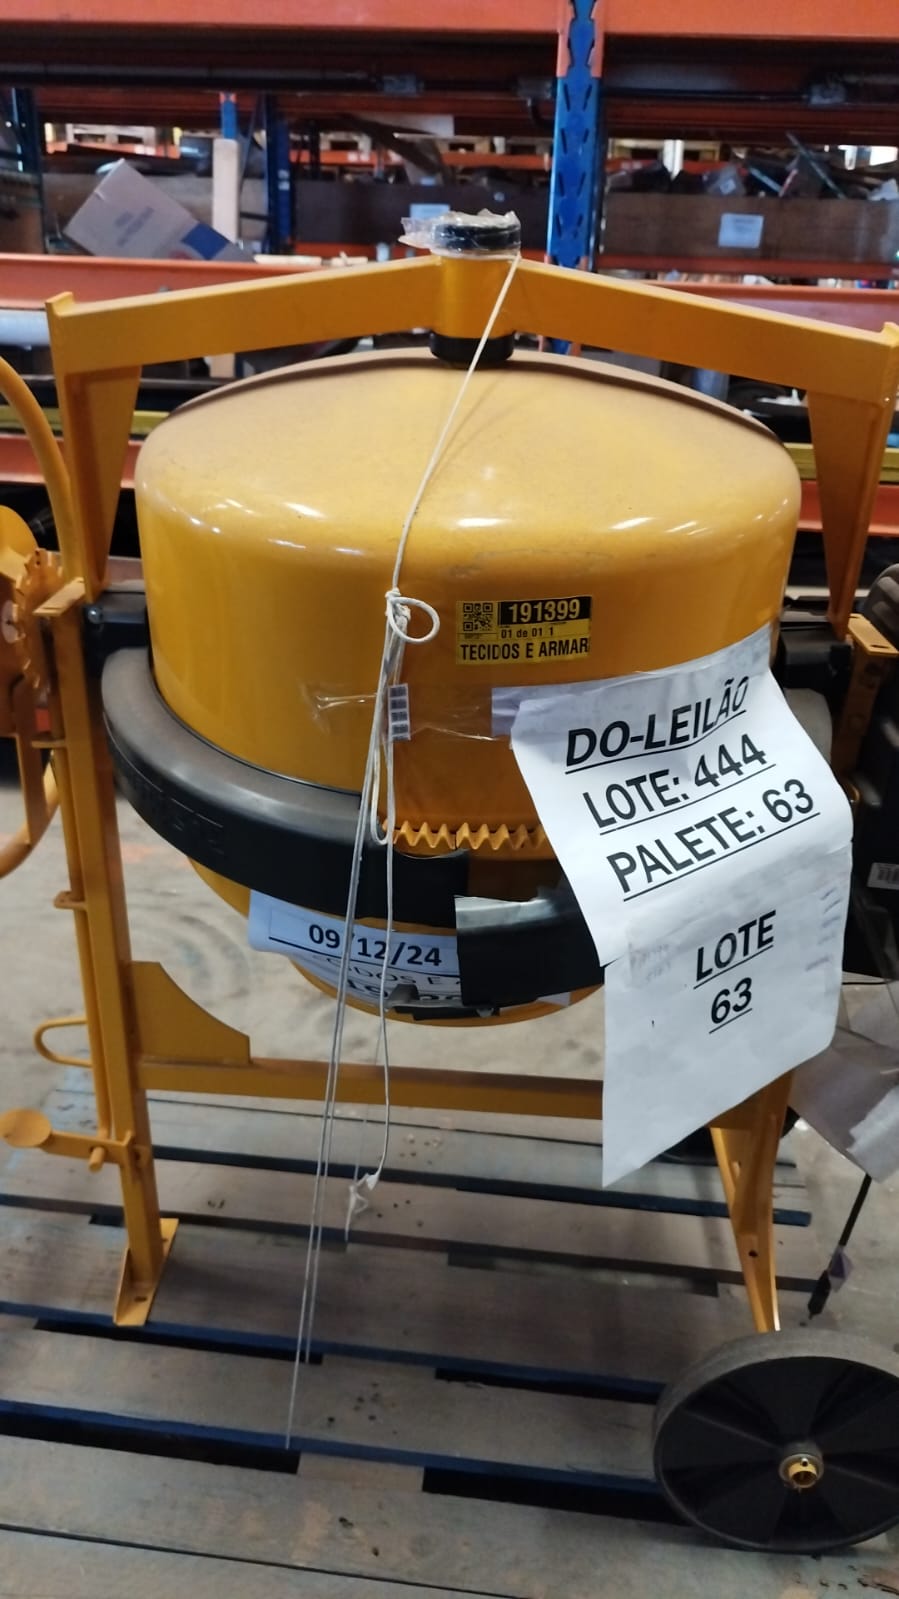 191399
01 de 01 1
TECIDOS E ARMAR
DO-LEILÃO
LOTE: 444
PALETE: 63
LOTE
63
09/12/24